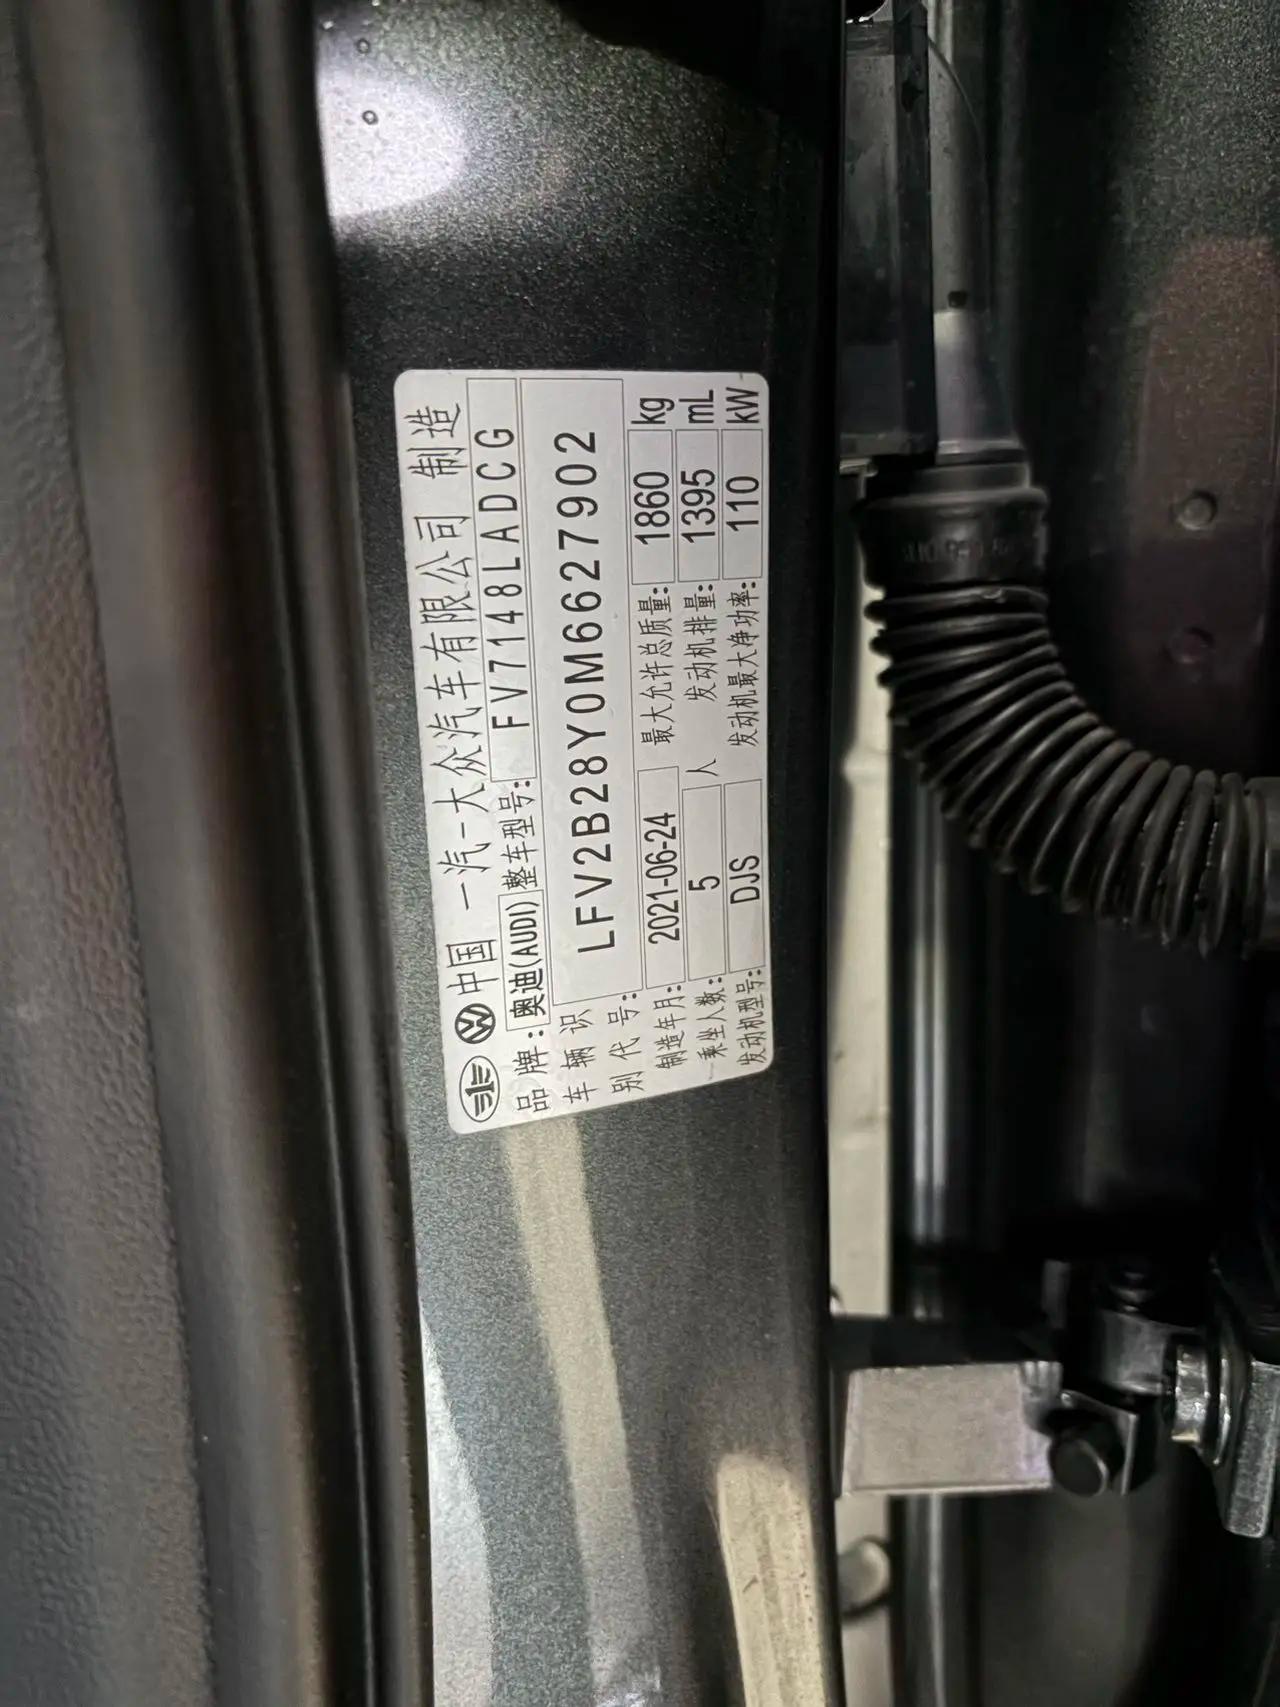 中国 一汽-大众汽车有限公司 制造
品牌: 奥迪(AUDI) 整车型号: FV7148LADCG
车辆识别代号: LFV2B28Y0M6627902
制造年月: 2021-06-24 最大允许总质量: 1860 kg
乘坐人数: 5 人 发动机排量: 1395 mL
发动机型号: DJS 发动机最大净功率: 110 kW